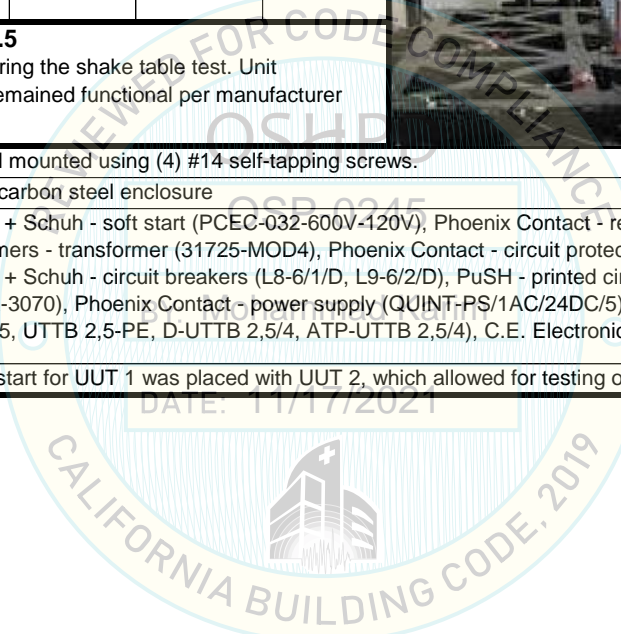 .5
ring the shake table test. Unit
emained functional per manufacturer
mounted using (4) #14 self-tapping screws.
carbon steel enclosure
+ Schuh - soft start (PCEC-032-600V-120V), Phoenix Contact - re
mers - transformer (31725-MOD4), Phoenix Contact - circuit protec
+ Schuh - circuit breakers (L8-6/1/D, L9-6/2/D), PuSH - printed cir
-3070), Phoenix Contact - power supply (QUINT-PS/1AC/24DC/5)
5, UTTB 2,5-PE, D-UTTB 2,5/4, ATP-UTTB 2,5/4), C.E. Electronic
start for UUT 1 was placed with UUT 2, which allowed for testing o
REVIEWED FOR CODE COMPLIANCE
OSHPD
OSP-0245
BY: Mohammad Karim
DATE: 11/17/2021
CALIFORNIA BUILDING CODE, 2019